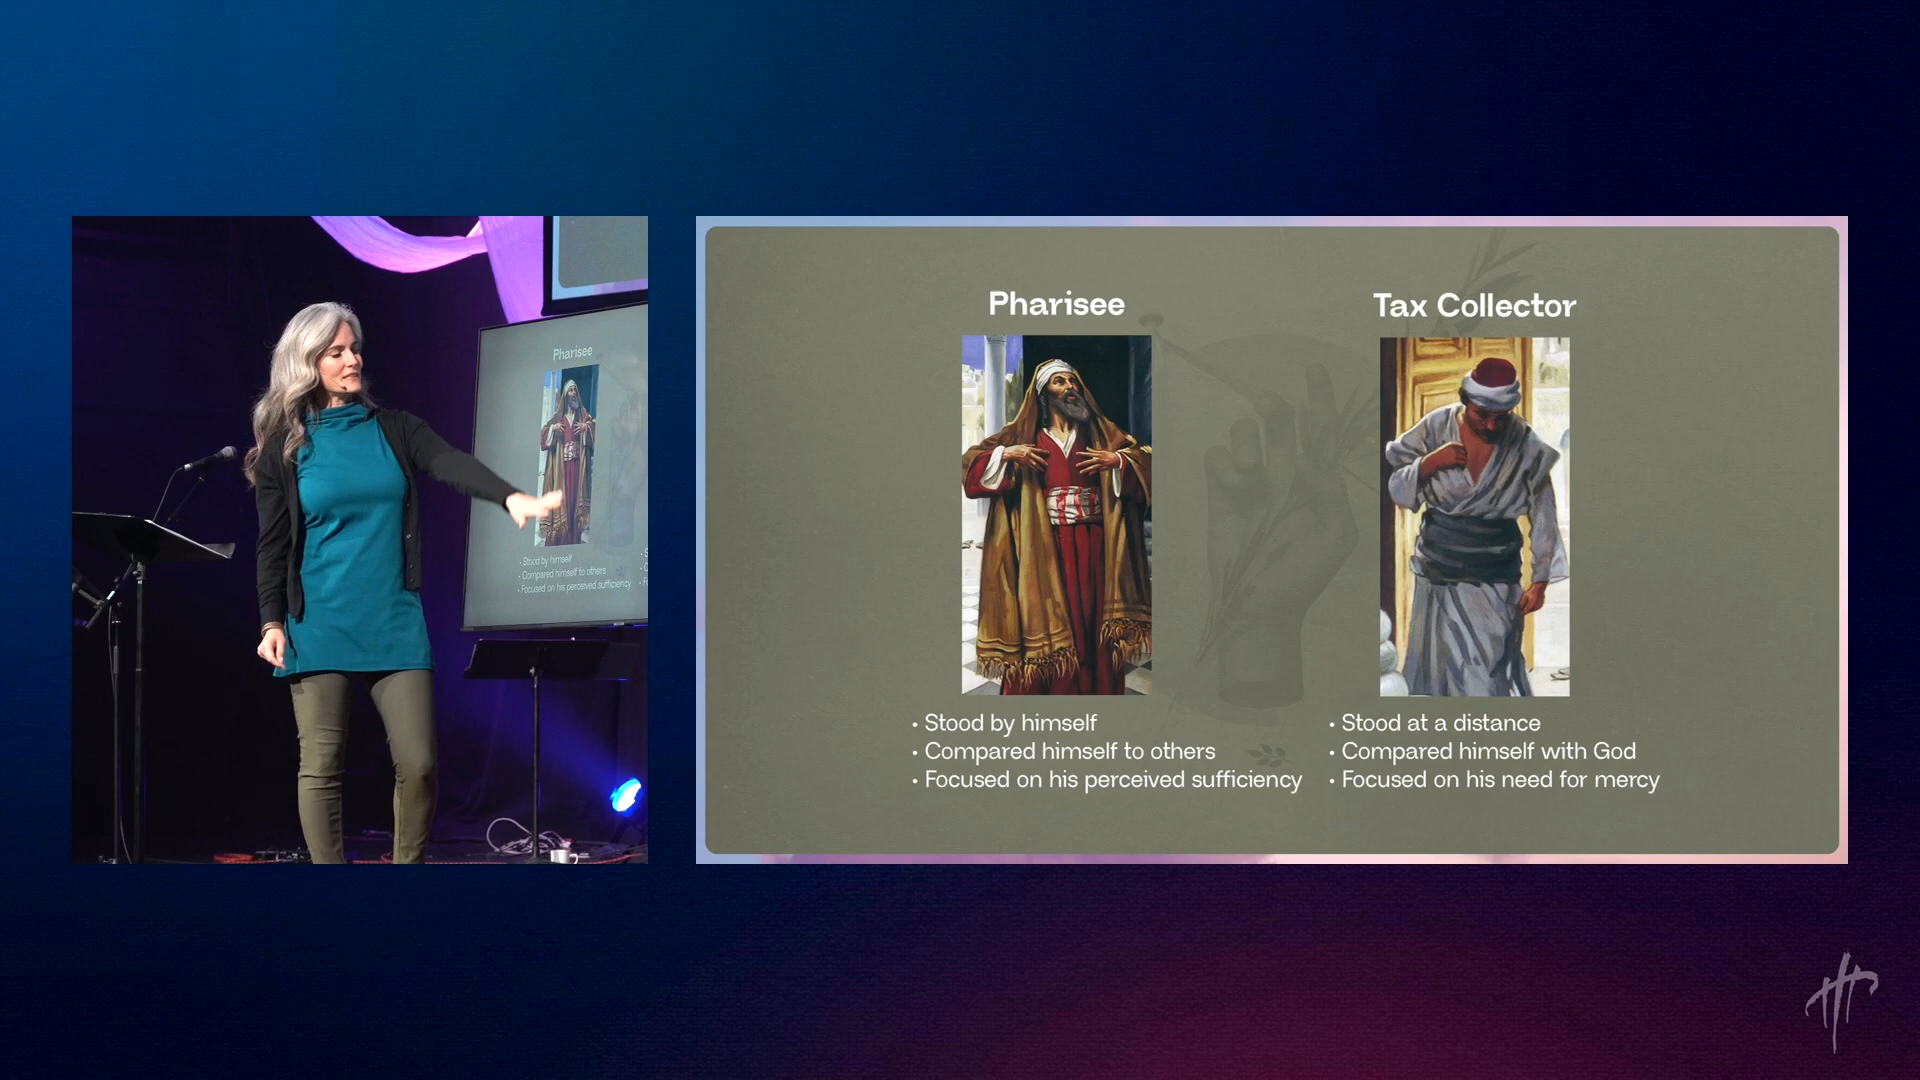 Pharisee
• Stood by himself
• Compared himself to others
• Focused on his perceived sufficiency
Pharisee
• Stood by himself
• Compared himself to others
• Focused on his perceived sufficiency
Tax Collector
• Stood at a distance
• Compared himself with God
• Focused on his need for mercy